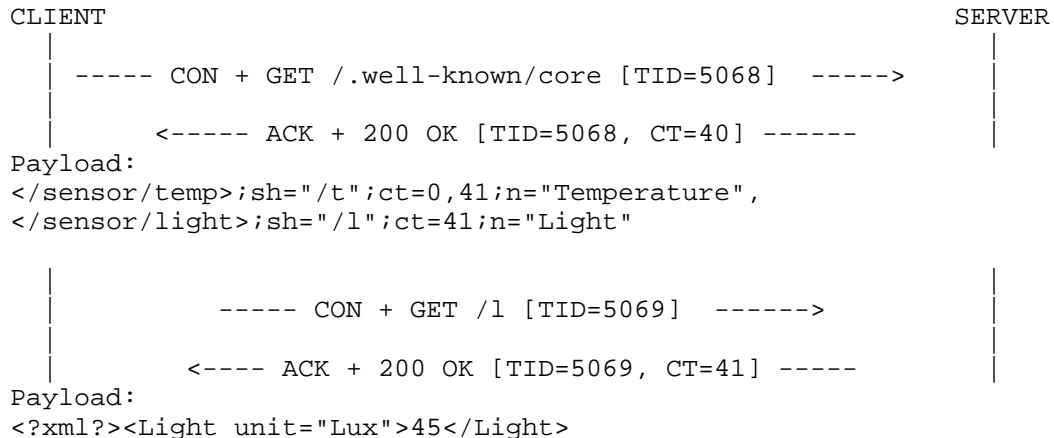 CLIENT SERVER
| |
| ----- CON + GET /.well-known/core [TID=5068] -----> |
| |
| <----- ACK + 200 OK [TID=5068, CT=40] ------ |
Payload:
</sensor/temp>;sh="/t";ct=0,41;n="Temperature",
</sensor/light>;sh="/l";ct=41;n="Light"
| |
| ----- CON + GET /l [TID=5069] ------> |
| |
| <---- ACK + 200 OK [TID=5069, CT=41] ----- |
Payload:
<?xml?><Light unit="Lux">45</Light>